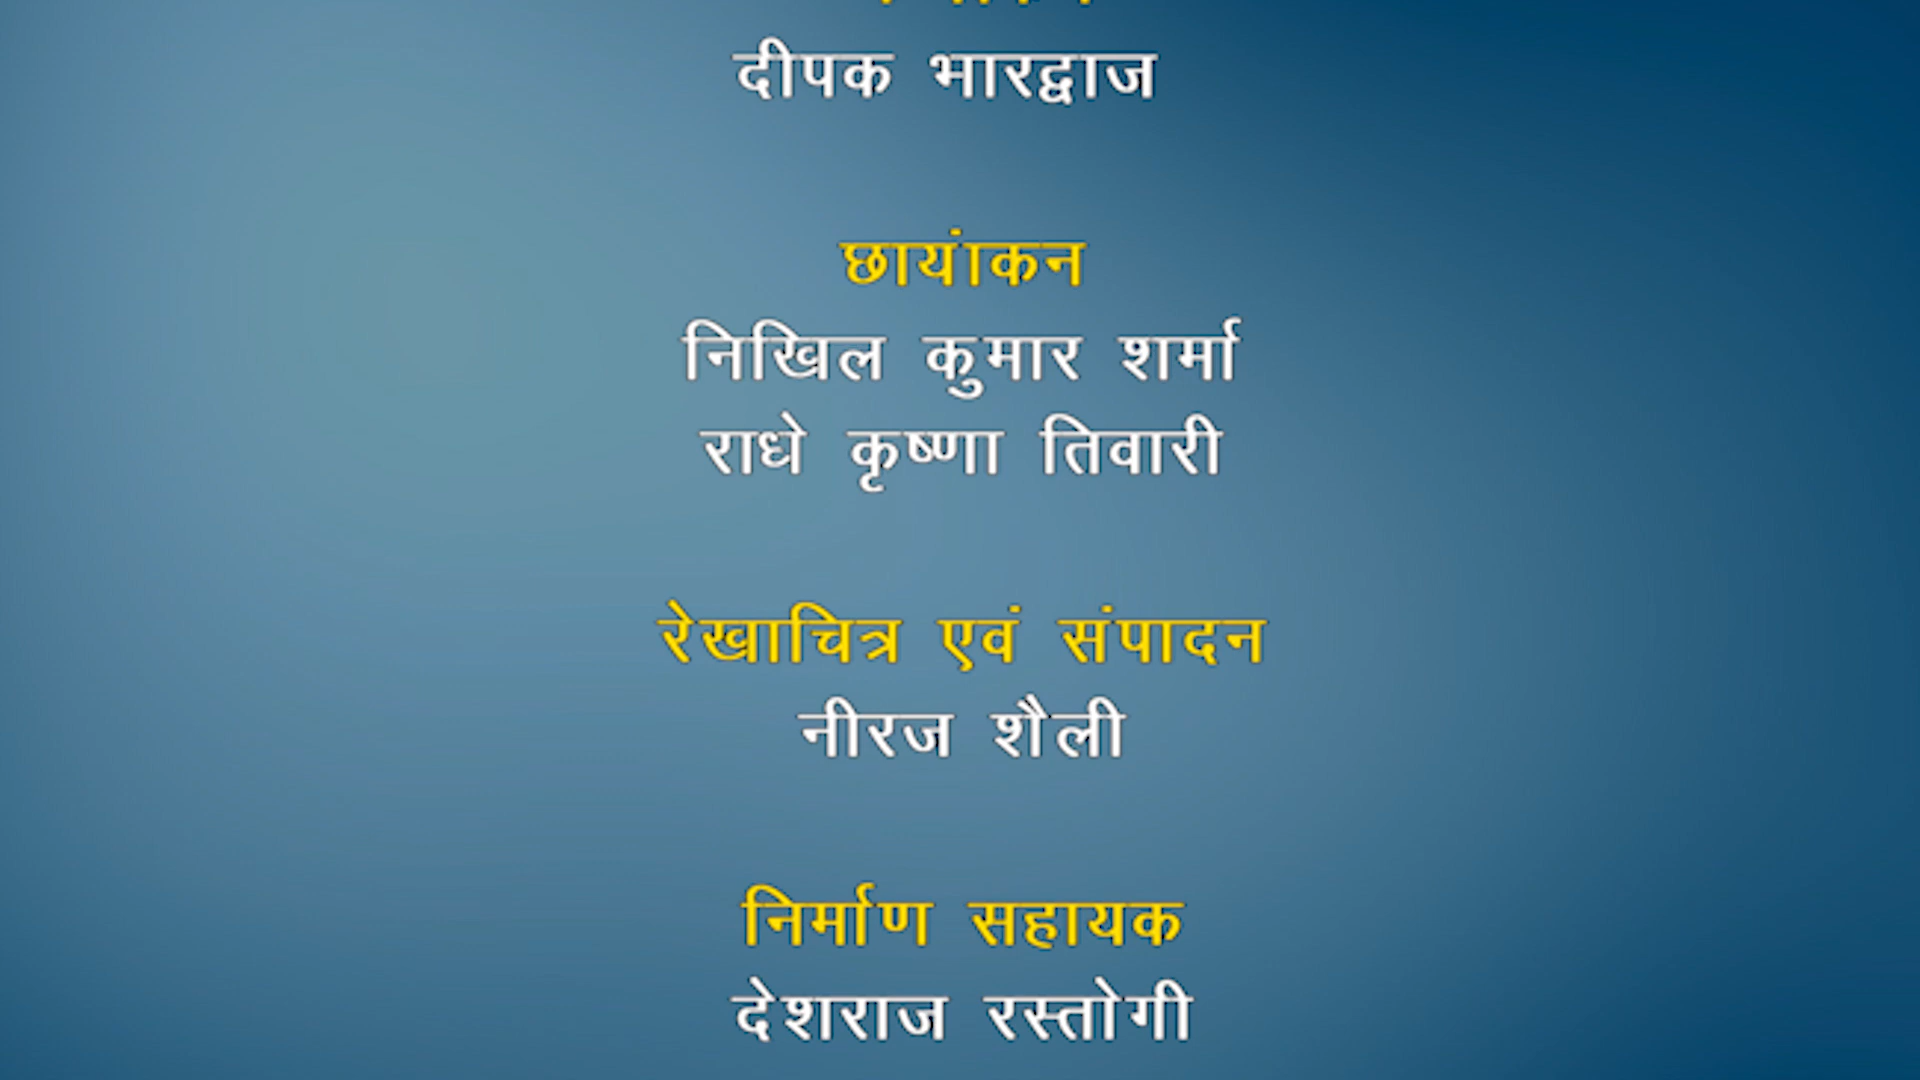 दीपक भारद्वाज
छायांकन
निखिल कुमार शर्मा
राधे कृष्णा तिवारी
रेखाचित्र एवं संपादन
नीरज शैली
निर्माण सहायक
देशराज रस्तोगी